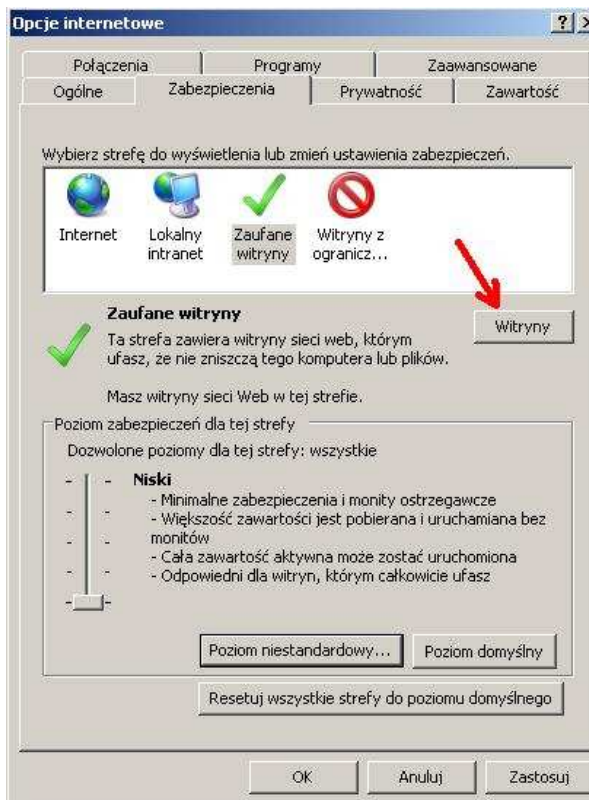 Opcje internetowe
? X
Połączenia Programy Zaawansowane
Ogólne Zabezpieczenia Prywatność Zawartość
Wybierz strefę do wyświetlenia lub zmień ustawienia zabezpieczeń.
Internet Lokalny intranet Zaufane witryny Witryny z ogranicz...
Zaufane witryny
Witryny
Ta strefa zawiera witryny sieci web, którym
ufasz, że nie zniszczą tego komputera lub plików.
Masz witryny sieci Web w tej strefie.
Poziom zabezpieczeń dla tej strefy
Dozwolone poziomy dla tej strefy: wszystkie
Niski
- Minimalne zabezpieczenia i monity ostrzegawcze
- Większość zawartości jest pobierana i uruchamiana bez
monitów
- Cała zawartość aktywna może zostać uruchomiona
- Odpowiedni dla witryn, którym całkowicie ufasz
Poziom niestandardowy... Poziom domyślny
Resetuj wszystkie strefy do poziomu domyślnego
OK Anuluj Zastosuj